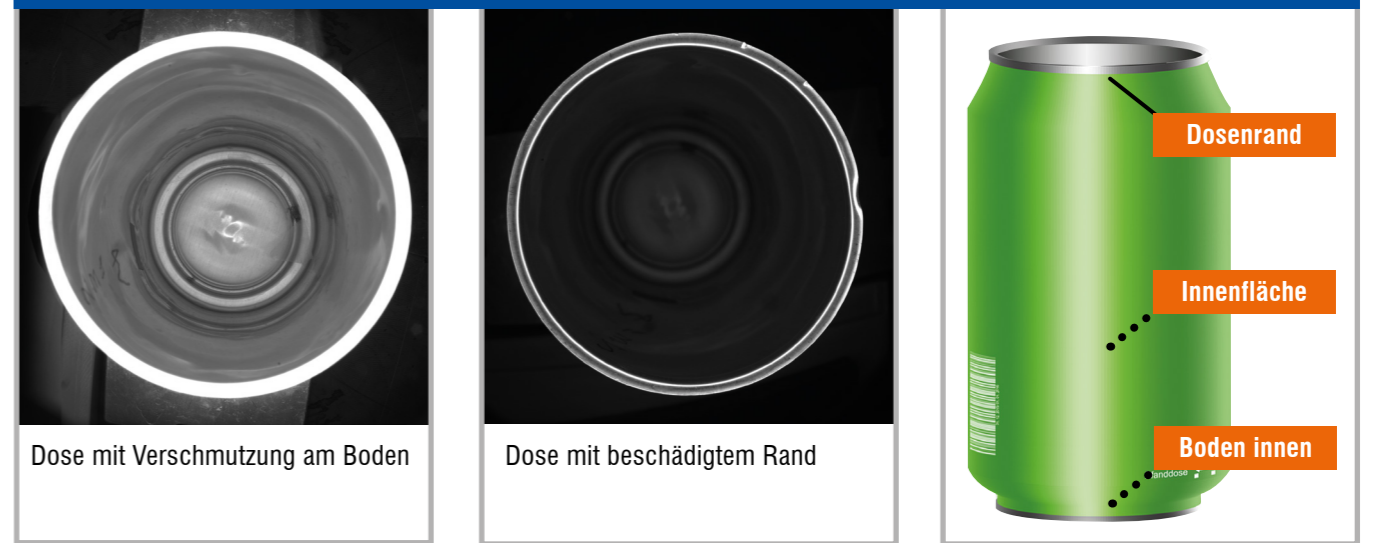 Dose mit Verschmutzung am Boden
Dose mit beschädigtem Rand
Dosenrand
Innenfläche
Boden innen